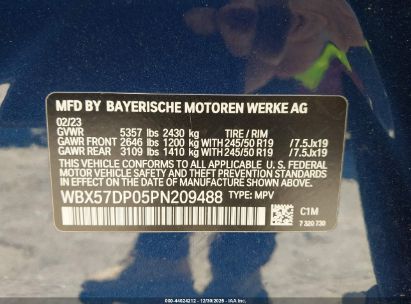 MFD BY BAYERISCHE MOTOREN WERKE AG
02/23
GVWR 5357 lbs 2430 kg TIRE / RIM
GAWR FRONT 2646 lbs 1200 kg 245/50 R19 /7.5Jx19
GAWR REAR 3109 lbs 1410 kg 245/50 R19 /7.5Jx19
THIS VEHICLE CONFORMS TO ALL APPLICABLE U.S. FEDERAL
MOTOR VEHICLE SAFETY, BUMPER, AND THEFT PREVENTION
STANDARDS IN EFFECT ON THE DATE OF MANUFACTURE SHOWN ABOVE.
WBX57DP05PN209488 TYPE: MPV
C1M
7 320 730